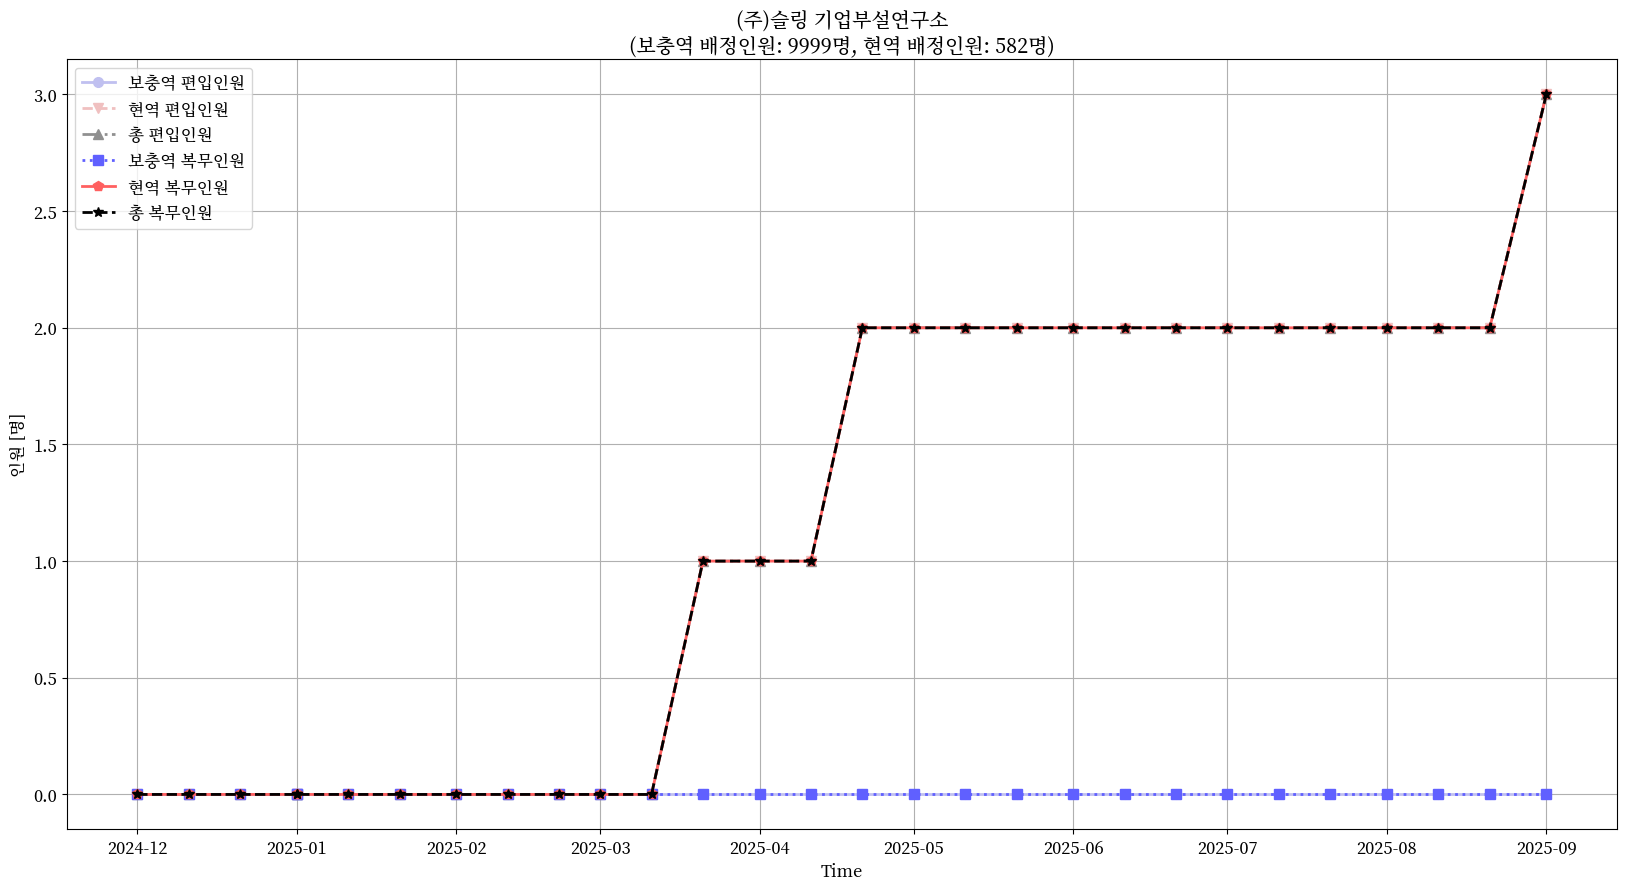 (주)슬링 기업부설연구소
(보충역 배정인원: 9999명, 현역 배정인원: 582명)
보충역 편입인원
현역 편입인원
총 편입인원
보충역 복무인원
현역 복무인원
총 복무인원
3.0
2.5
2.0
1.5
1.0
0.5
0.0
인원 [명]
2024-12 2025-01 2025-02 2025-03 2025-04 2025-05 2025-06 2025-07 2025-08 2025-09
Time